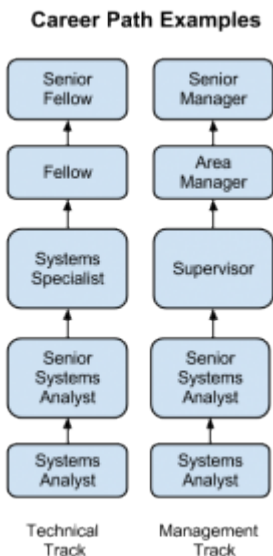 Career Path Examples
Senior
Fellow
Fellow
Systems
Specialist
Senior
Systems
Analyst
Systems
Analyst
Technical
Track
Senior
Manager
Area
Manager
Supervisor
Senior
Systems
Analyst
Systems
Analyst
Management
Track